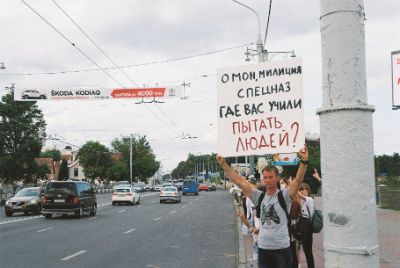 ŠKODA KODIAQ
О МОН, МИЛИЦИЯ
СПЕЦНАЗ
ГДЕ ВАС УЧИЛИ
ПЫТАТЬ
ЛЮДЕЙ?